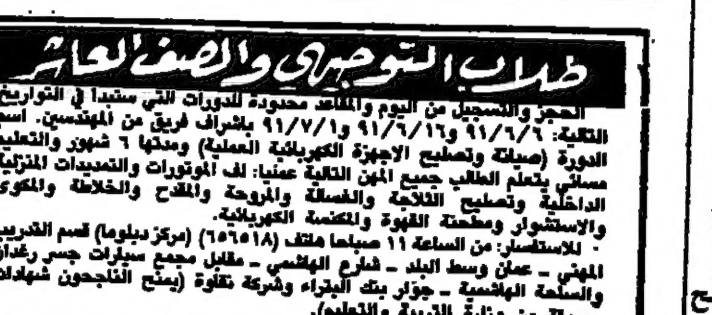 طلاب التوجيهي والصف العاشر
الحجز والتسجيل من اليوم والمقاعد محدودة للدورات التي ستبدأ في التواريخ
التالية: ٩١/٦/٦ و٩١/٦/١٦ و٩١/٧/١ باشراف فريق من المهندسين. اسم
الدورة (صيانة وتصليح الاجهزة الكهربائية العملية) ومدتها ٦ شهور والتعليم
مسائي يتعلم الطالب جميع المهن التالية عمليا: لف الموتورات والتمديدات المنزلية
الداخلية وتصليح الثلاجة والغسالة والمروحة والمقدح والخلاطة والمكوى
والاستشوار ومطحنة القهوة والمكنسة الكهربائية.
للاستفسار: من الساعة ١١ صباحا هاتف (٦٥٦٥١٨) (مركز دبلوما) قسم التدريب
المهني ـ عمان وسط البلد ـ شارع الهاشمي ـ مقابل مجمع سيارات جسر رغدان
والساحة الهاشمية ـ جوار بنك البتراء وشركة نقاوة (يمنح الناجحون شهادات
من وزارة التربية والتعليم).
ح